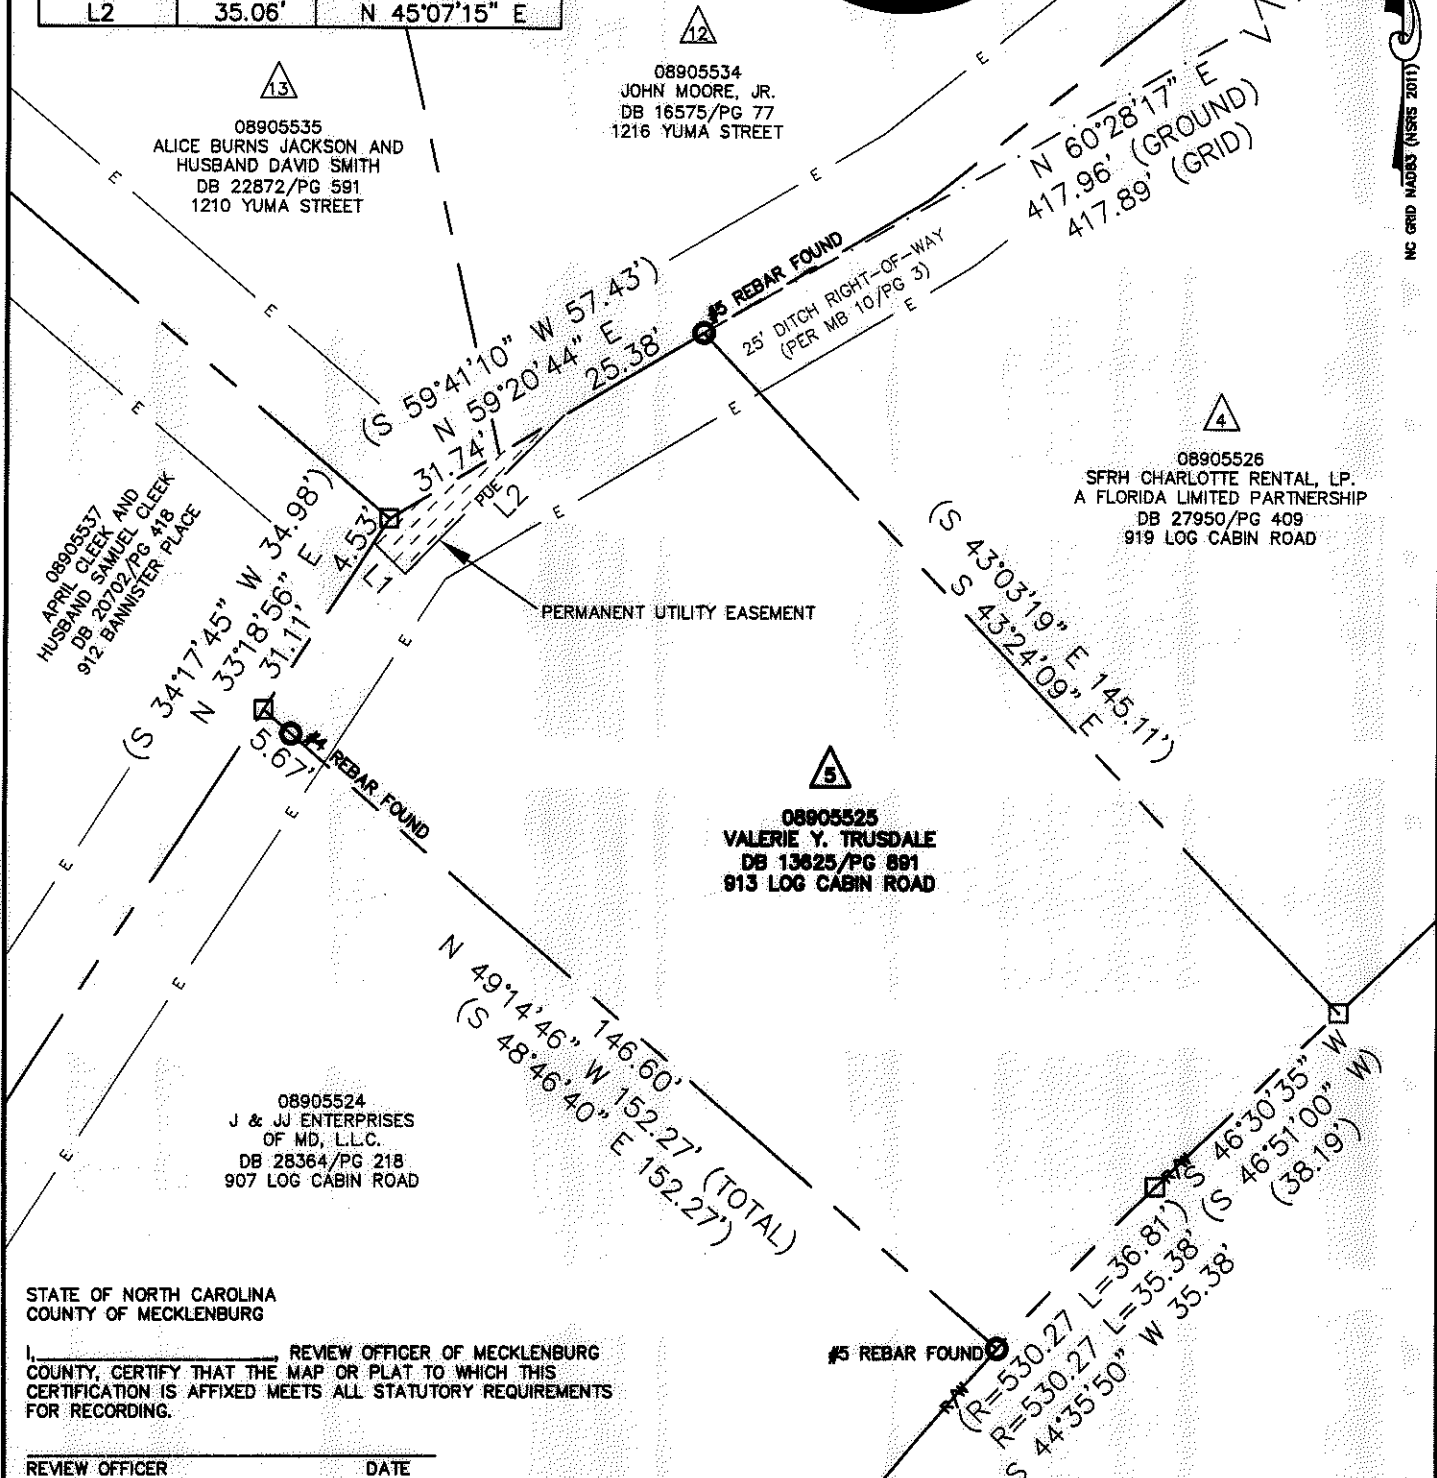 L2 35.06' N 45°07'15" E
12
08905534
JOHN MOORE, JR.
DB 16575/PG 77
1216 YUMA STREET
13
08905535
ALICE BURNS JACKSON AND
HUSBAND DAVID SMITH
DB 22872/PG 591
1210 YUMA STREET
NC GRID NAD83 (NSRS 2011)
N 60°28'17" E
417.96' (GROUND)
417.89' (GRID)
#5 REBAR FOUND
25' DITCH RIGHT-OF-WAY
(PER MB 10/PG 3)
(S 59°41'10" W 57.43')
N 59°20'44" E
25.38'
31.74'
PUE
L2
4.53'
L1
PERMANENT UTILITY EASEMENT
4
08905526
SFRH CHARLOTTE RENTAL, LP.
A FLORIDA LIMITED PARTNERSHIP
DB 27950/PG 409
919 LOG CABIN ROAD
08905537
APRIL CLEEK AND
HUSBAND SAMUEL CLEEK
DB 20702/PG 418
912 BANNISTER PLACE
(S 34°17'45" W 34.98')
N 33°18'56" E
31.11'
5.67'
#4 REBAR FOUND
(S 43°03'19" E 145.11')
S 43°24'09" E
5
08905525
VALERIE Y. TRUSDALE
DB 13625/PG 891
913 LOG CABIN ROAD
146.60'
N 49°14'46" W 152.27' (TOTAL)
(S 48°46'40" E 152.27')
08905524
J & JJ ENTERPRISES
OF MD, L.L.C.
DB 28364/PG 218
907 LOG CABIN ROAD
S 46°30'35" W
(S 46°51'00" W)
(38.19')
R/W
(R=530.27 L=36.81')
R=530.27 L=35.38'
S 44°35'50" W 35.38'
#5 REBAR FOUND
R/W
E E E E E E E E E E E E E E E
STATE OF NORTH CAROLINA
COUNTY OF MECKLENBURG
I,____________________, REVIEW OFFICER OF MECKLENBURG
COUNTY, CERTIFY THAT THE MAP OR PLAT TO WHICH THIS
CERTIFICATION IS AFFIXED MEETS ALL STATUTORY REQUIREMENTS
FOR RECORDING.
REVIEW OFFICER DATE